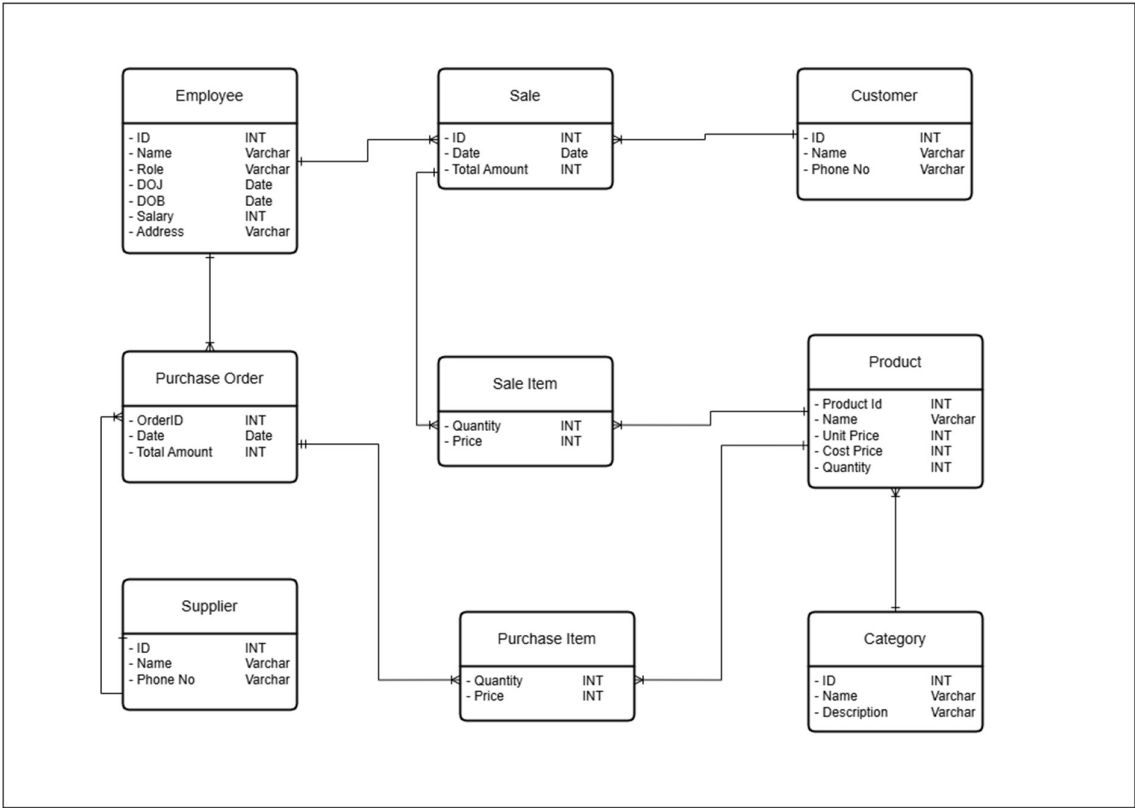 Employee
- ID INT
- Name Varchar
- Role Varchar
- DOJ Date
- DOB Date
- Salary INT
- Address Varchar
Sale
- ID INT
- Date Date
- Total Amount INT
Customer
- ID INT
- Name Varchar
- Phone No Varchar
Purchase Order
- OrderID INT
- Date Date
- Total Amount INT
Sale Item
- Quantity INT
- Price INT
Product
- Product Id INT
- Name Varchar
- Unit Price INT
- Cost Price INT
- Quantity INT
Supplier
- ID INT
- Name Varchar
- Phone No Varchar
Purchase Item
- Quantity INT
- Price INT
Category
- ID INT
- Name Varchar
- Description Varchar